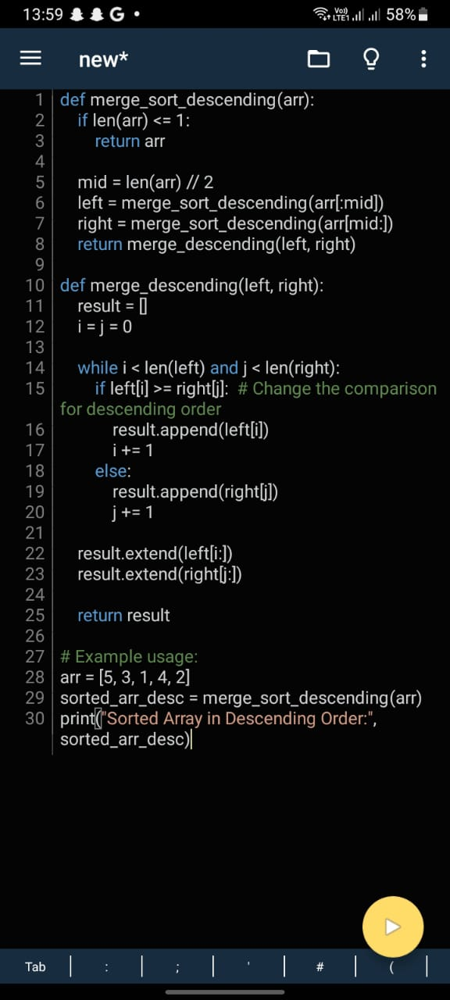 13:59 G •
Vo)) LTE1 58%
new*
1 def merge_sort_descending(arr):
2 if len(arr) <= 1:
3 return arr
4
5 mid = len(arr) // 2
6 left = merge_sort_descending(arr[:mid])
7 right = merge_sort_descending(arr[mid:])
8 return merge_descending(left, right)
9
10 def merge_descending(left, right):
11 result = []
12 i = j = 0
13
14 while i < len(left) and j < len(right):
15 if left[i] >= right[j]: # Change the comparison
for descending order
16 result.append(left[i])
17 i += 1
18 else:
19 result.append(right[j])
20 j += 1
21
22 result.extend(left[i:])
23 result.extend(right[j:])
24
25 return result
26
27 # Example usage:
28 arr = [5, 3, 1, 4, 2]
29 sorted_arr_desc = merge_sort_descending(arr)
30 print("Sorted Array in Descending Order:",
sorted_arr_desc)
Tab : ; ' # (